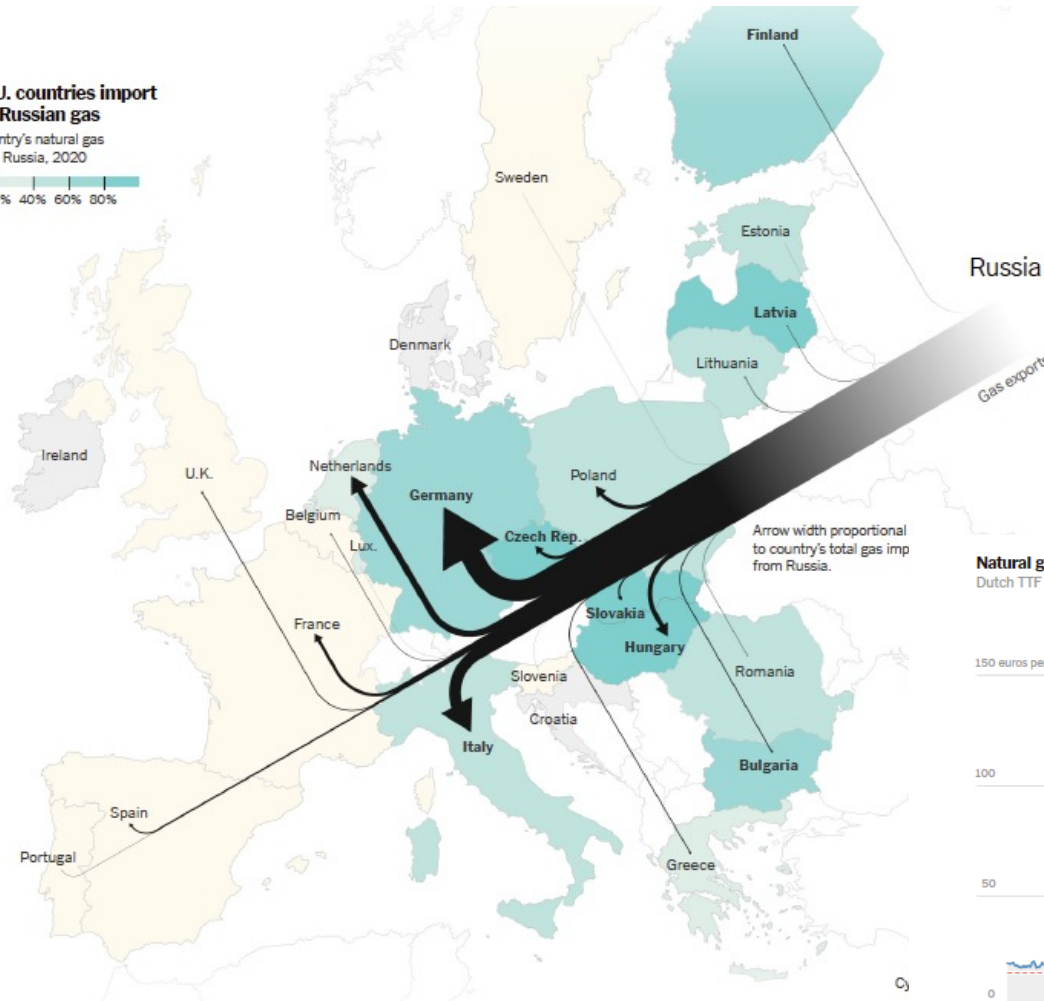 Finland
J. countries import
Russian gas
ntry's natural gas
Russia, 2020
% 40% 60% 80%
Sweden
Estonia
Russia
Latvia
Denmark
Lithuania
Gas exports
Ireland
U.K.
Netherlands
Poland
Germany
Belgium
Czech Rep.
Lux.
Arrow width proportional
to country's total gas imp
from Russia.
Natural g
Dutch TTF
Slovakia
France
Hungary
150 euros pe
Slovenia
Romania
Croatia
Italy
Bulgaria
100
Spain
Portugal
Greece
50
Cy
0